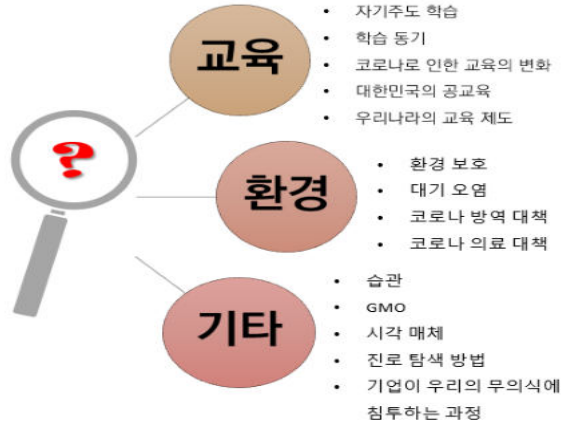 ?
교육
• 자기주도 학습
• 학습 동기
• 코로나로 인한 교육의 변화
• 대한민국의 공교육
• 우리나라의 교육 제도
환경
• 환경 보호
• 대기 오염
• 코로나 방역 대책
• 코로나 의료 대책
기타
• 습관
• GMO
• 시각 매체
• 진로 탐색 방법
• 기업이 우리의 무의식에
침투하는 과정